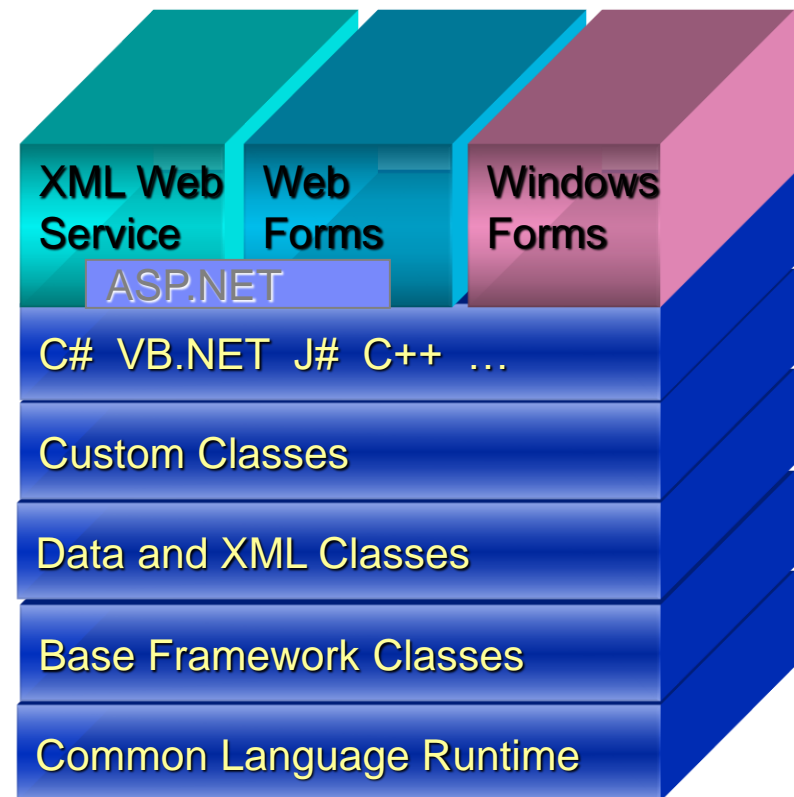 XML Web
Service
Web
Forms
Windows
Forms
ASP.NET
C# VB.NET J# C++ …
Custom Classes
Data and XML Classes
Base Framework Classes
Common Language Runtime